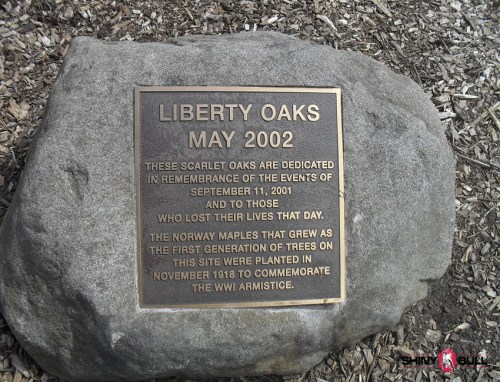 LIBERTY OAKS
MAY 2002
THESE SCARLET OAKS ARE DEDICATED
IN REMEMBRANCE OF THE EVENTS OF
SEPTEMBER 11, 2001
AND TO THOSE
WHO LOST THEIR LIVES THAT DAY.
THE NORWAY MAPLES THAT GREW AS
THE FIRST GENERATION OF TREES ON
THIS SITE WERE PLANTED IN
NOVEMBER 1918 TO COMMEMORATE
THE WWI ARMISTICE.
SHINY BULL